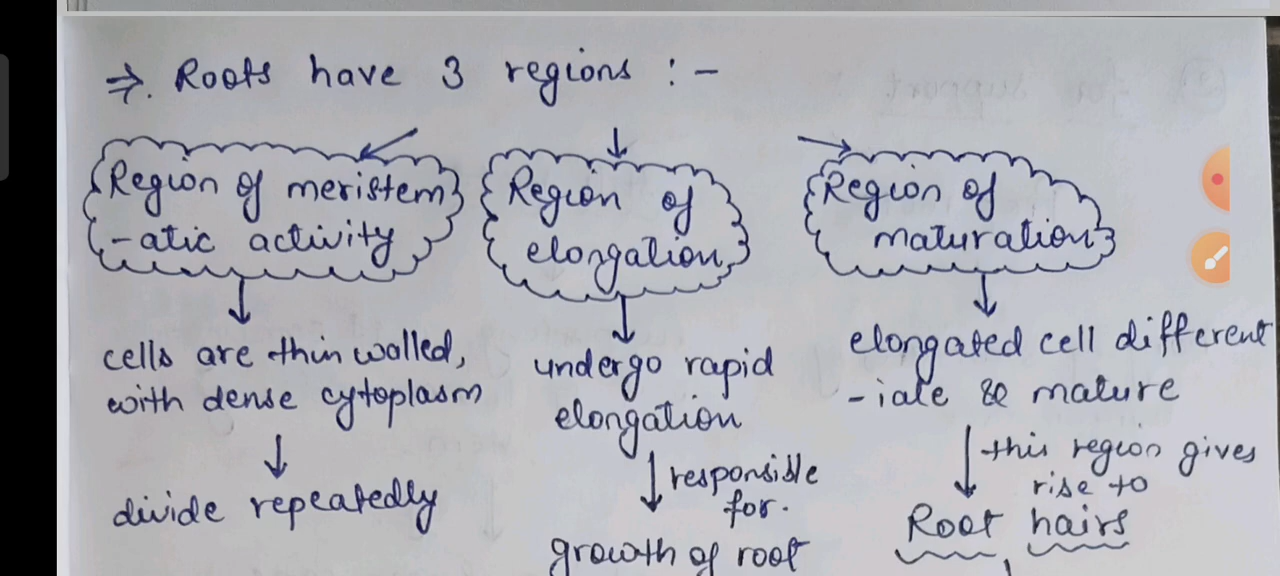 ⇒. Roots have 3 regions :-
Region of meristem
-atic activity
cells are thin walled,
with dense cytoplasm
divide repeatedly
Region of
elongation
undergo rapid
elongation
responsible
for.
growth of root
Region of
maturation
elongated cell different
-iate & mature
this region gives
rise to
Root hairs